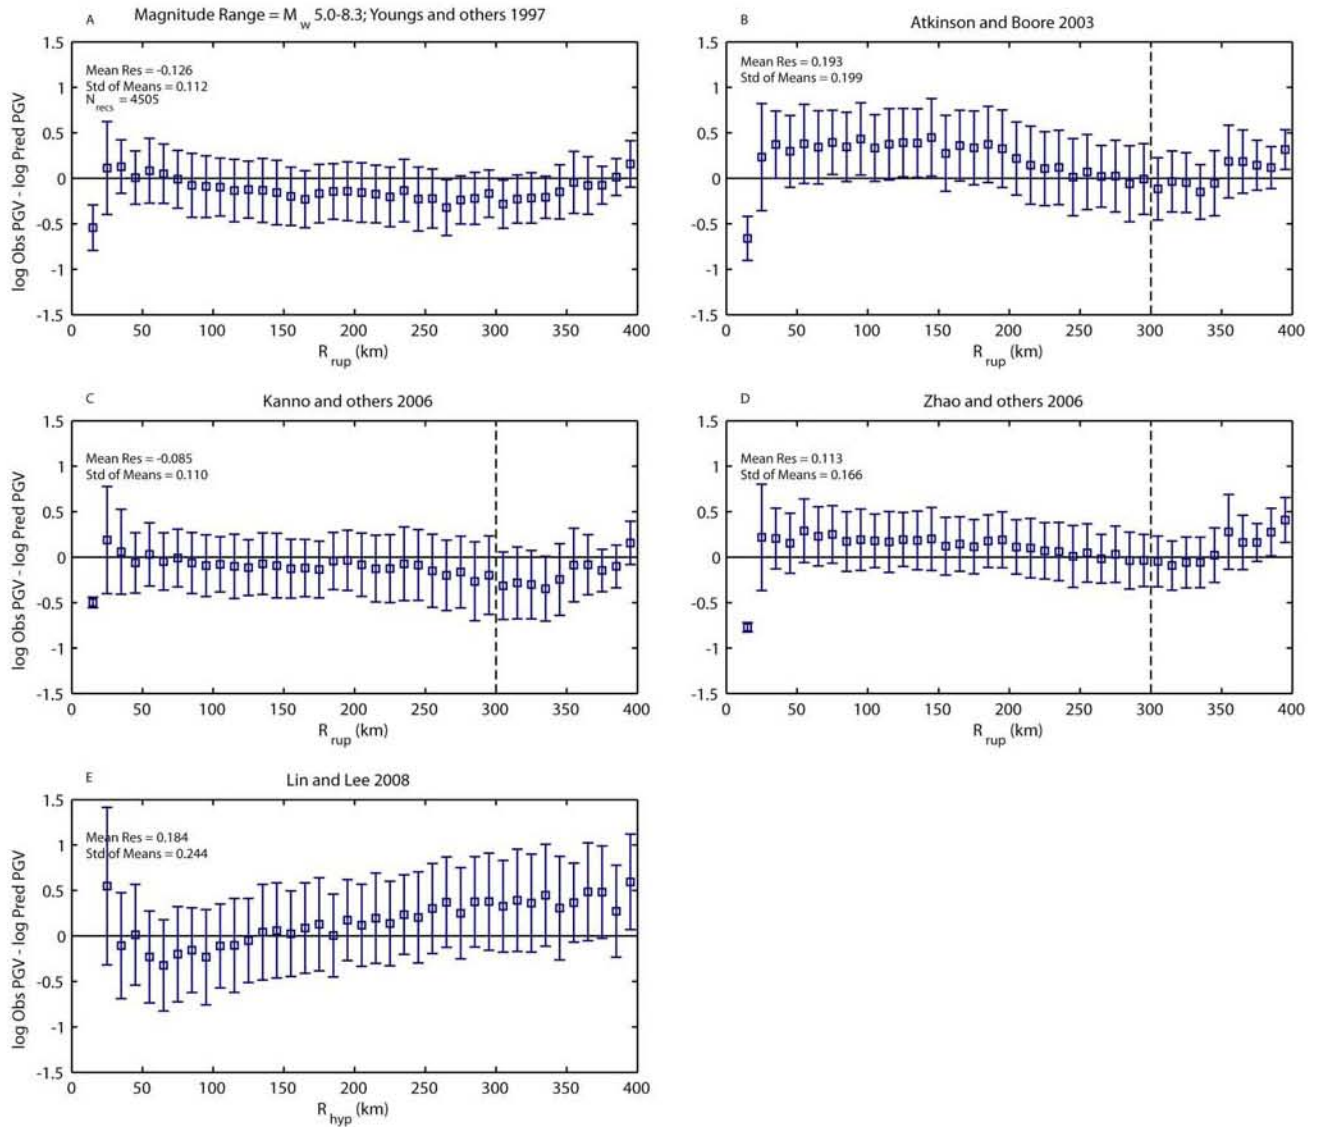 A
Magnitude Range = M w 5.0-8.3; Youngs and others 1997
Mean Res = -0.126
Std of Means = 0.112
N recs = 4505
log Obs PGV - log Pred PGV
1.5
1
0.5
0
-0.5
-1
-1.5
0 50 100 150 200 250 300 350 400
R rup (km)
B
Atkinson and Boore 2003
Mean Res = 0.193
Std of Means = 0.199
1.5
1
0.5
0
-0.5
-1
-1.5
0 50 100 150 200 250 300 350 400
R rup (km)
C
Kanno and others 2006
Mean Res = -0.085
Std of Means = 0.110
log Obs PGV - log Pred PGV
1.5
1
0.5
0
-0.5
-1
-1.5
0 50 100 150 200 250 300 350 400
R rup (km)
D
Zhao and others 2006
Mean Res = 0.113
Std of Means = 0.166
1.5
1
0.5
0
-0.5
-1
-1.5
0 50 100 150 200 250 300 350 400
R rup (km)
E
Lin and Lee 2008
Mean Res = 0.184
Std of Means = 0.244
log Obs PGV - log Pred PGV
1.5
1
0.5
0
-0.5
-1
-1.5
0 50 100 150 200 250 300 350 400
R hyp (km)